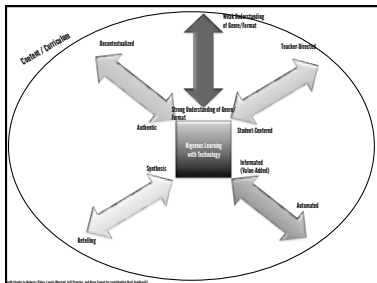 Weak Understanding
of Genre/Format
Content / Curriculum
Decontextualized
Teacher-Directed
Strong Understanding of Genre/
Format
Authentic
Student-Centered
Rigorous Learning
with Technology
Synthesis
Informated
(Value-Added)
Retelling
Automated